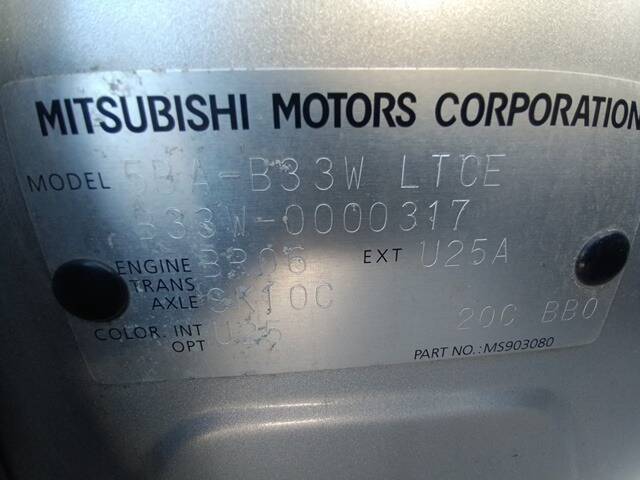 MITSUBISHI MOTORS CORPORATION
MODEL 5BA-B33W LTCE
B33W-0000317
ENGINE BR06 EXT U25A
TRANS
AXLE
COLOR. INT U25
OPT 20C BB0
PART NO.:MS903080